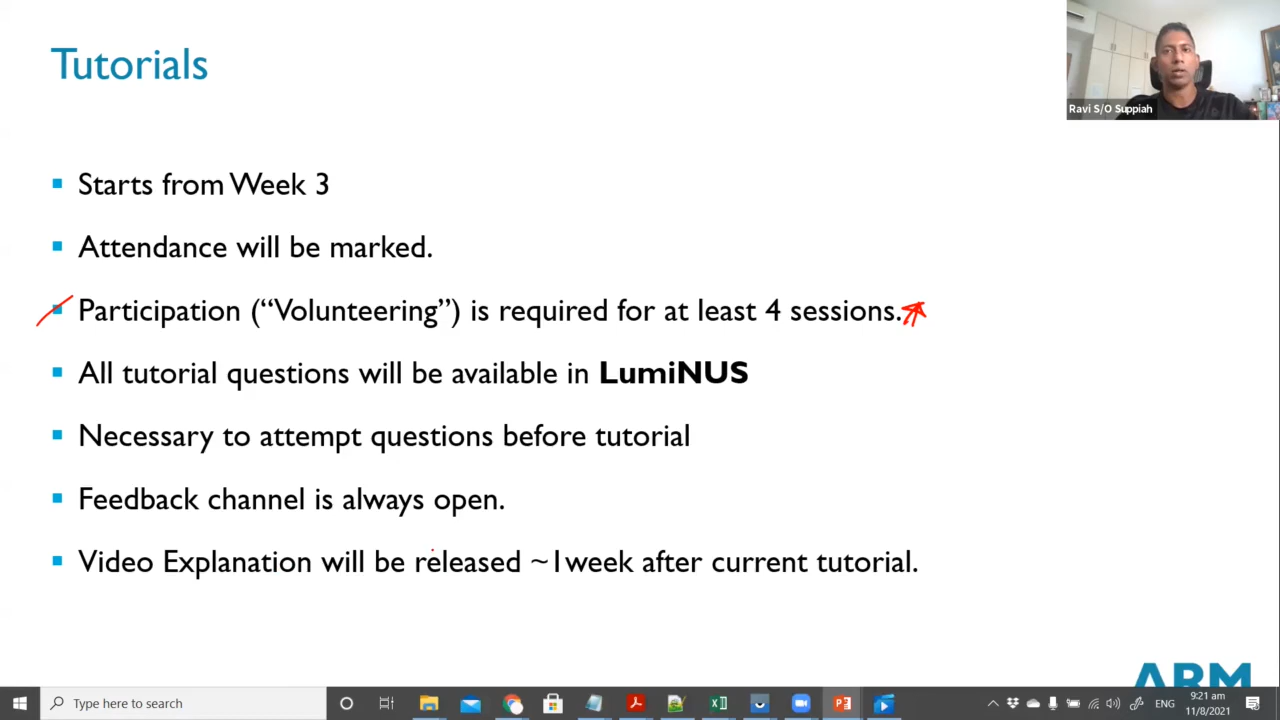 Tutorials
Ravi S/O Suppiah
Starts from Week 3
Attendance will be marked.
Participation (“Volunteering”) is required for at least 4 sessions.
All tutorial questions will be available in LumiNUS
Necessary to attempt questions before tutorial
Feedback channel is always open.
Video Explanation will be released ~1week after current tutorial.
ARM
Type here to search
ENG
9:21 am
11/8/2021